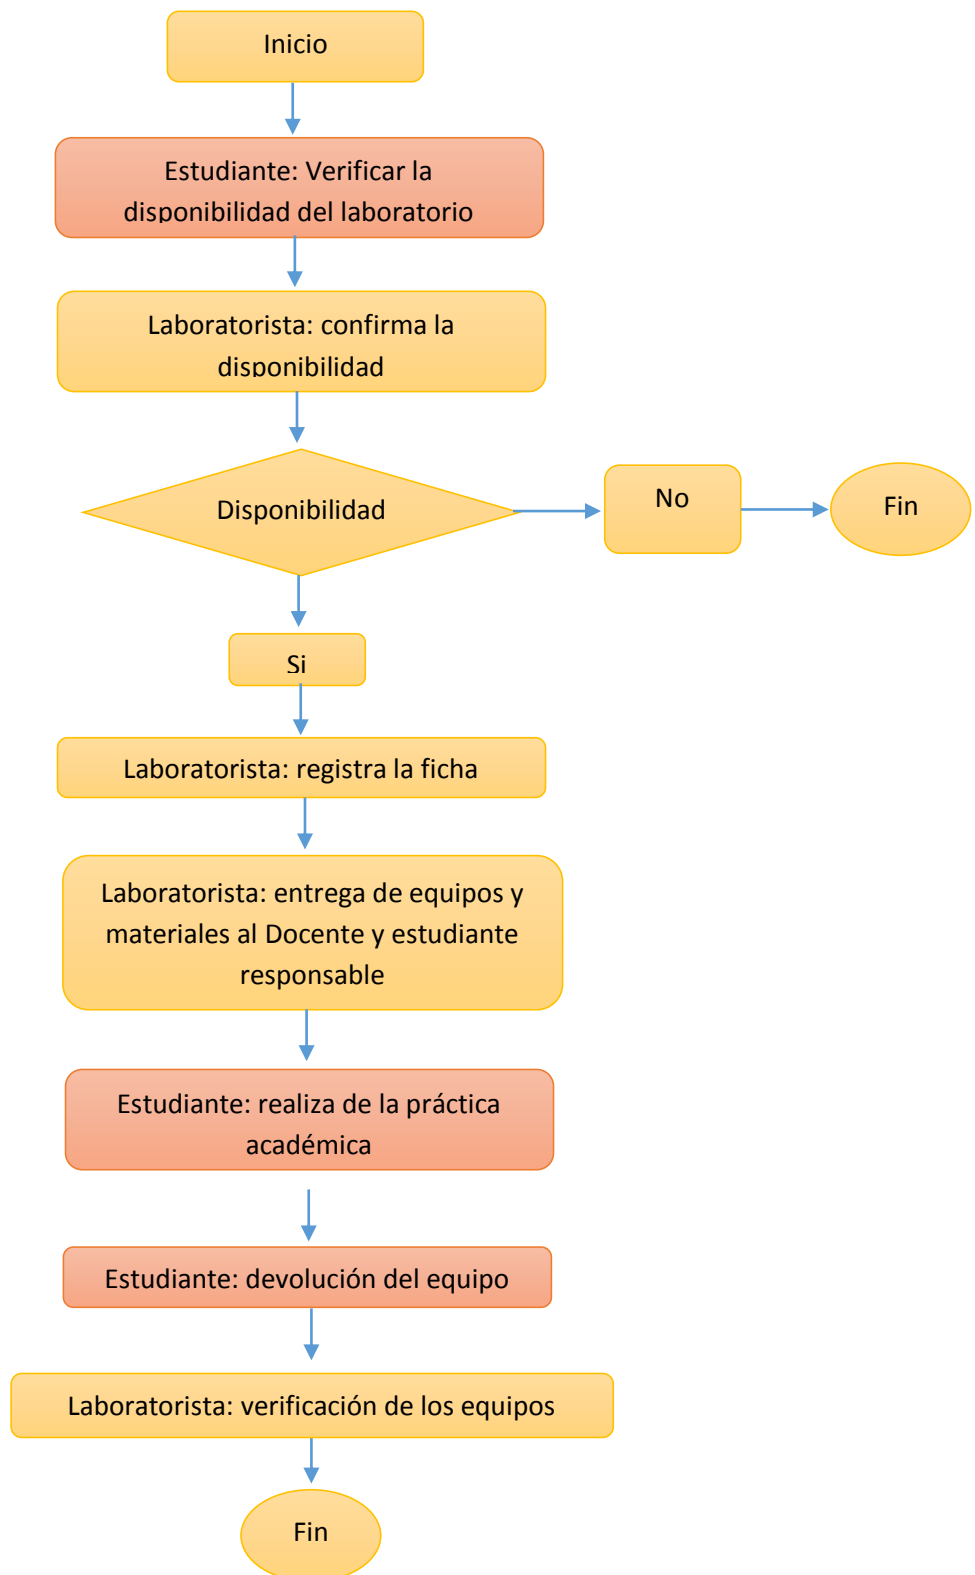 Inicio
Estudiante: Verificar la
disponibilidad del laboratorio
Laboratorista: confirma la
disponibilidad
Disponibilidad
No
Fin
Si
Laboratorista: registra la ficha
Laboratorista: entrega de equipos y
materiales al Docente y estudiante
responsable
Estudiante: realiza de la práctica
académica
Estudiante: devolución del equipo
Laboratorista: verificación de los equipos
Fin